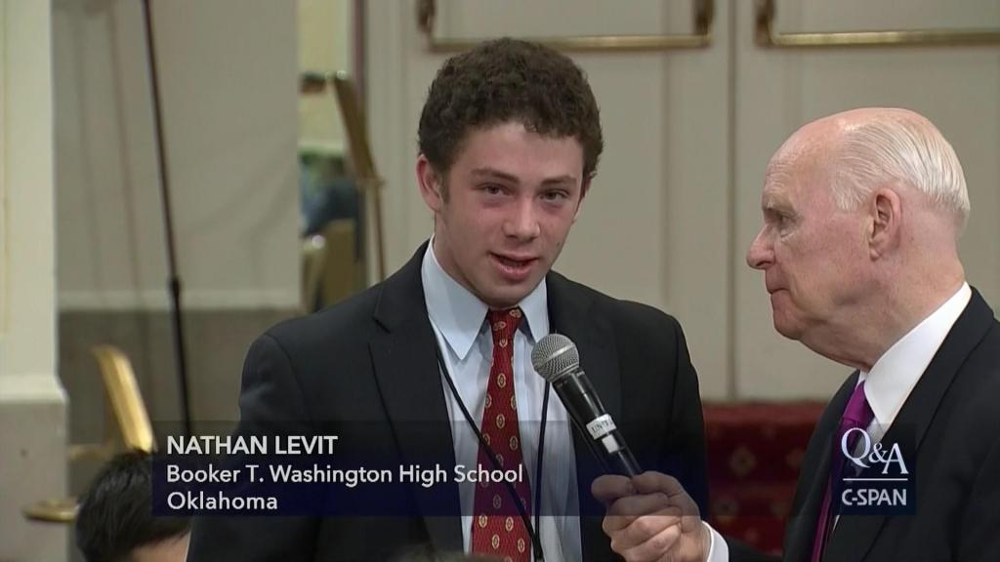 NATHAN LEVIT
Booker T. Washington High School
Oklahoma
Q&A
C-SPAN